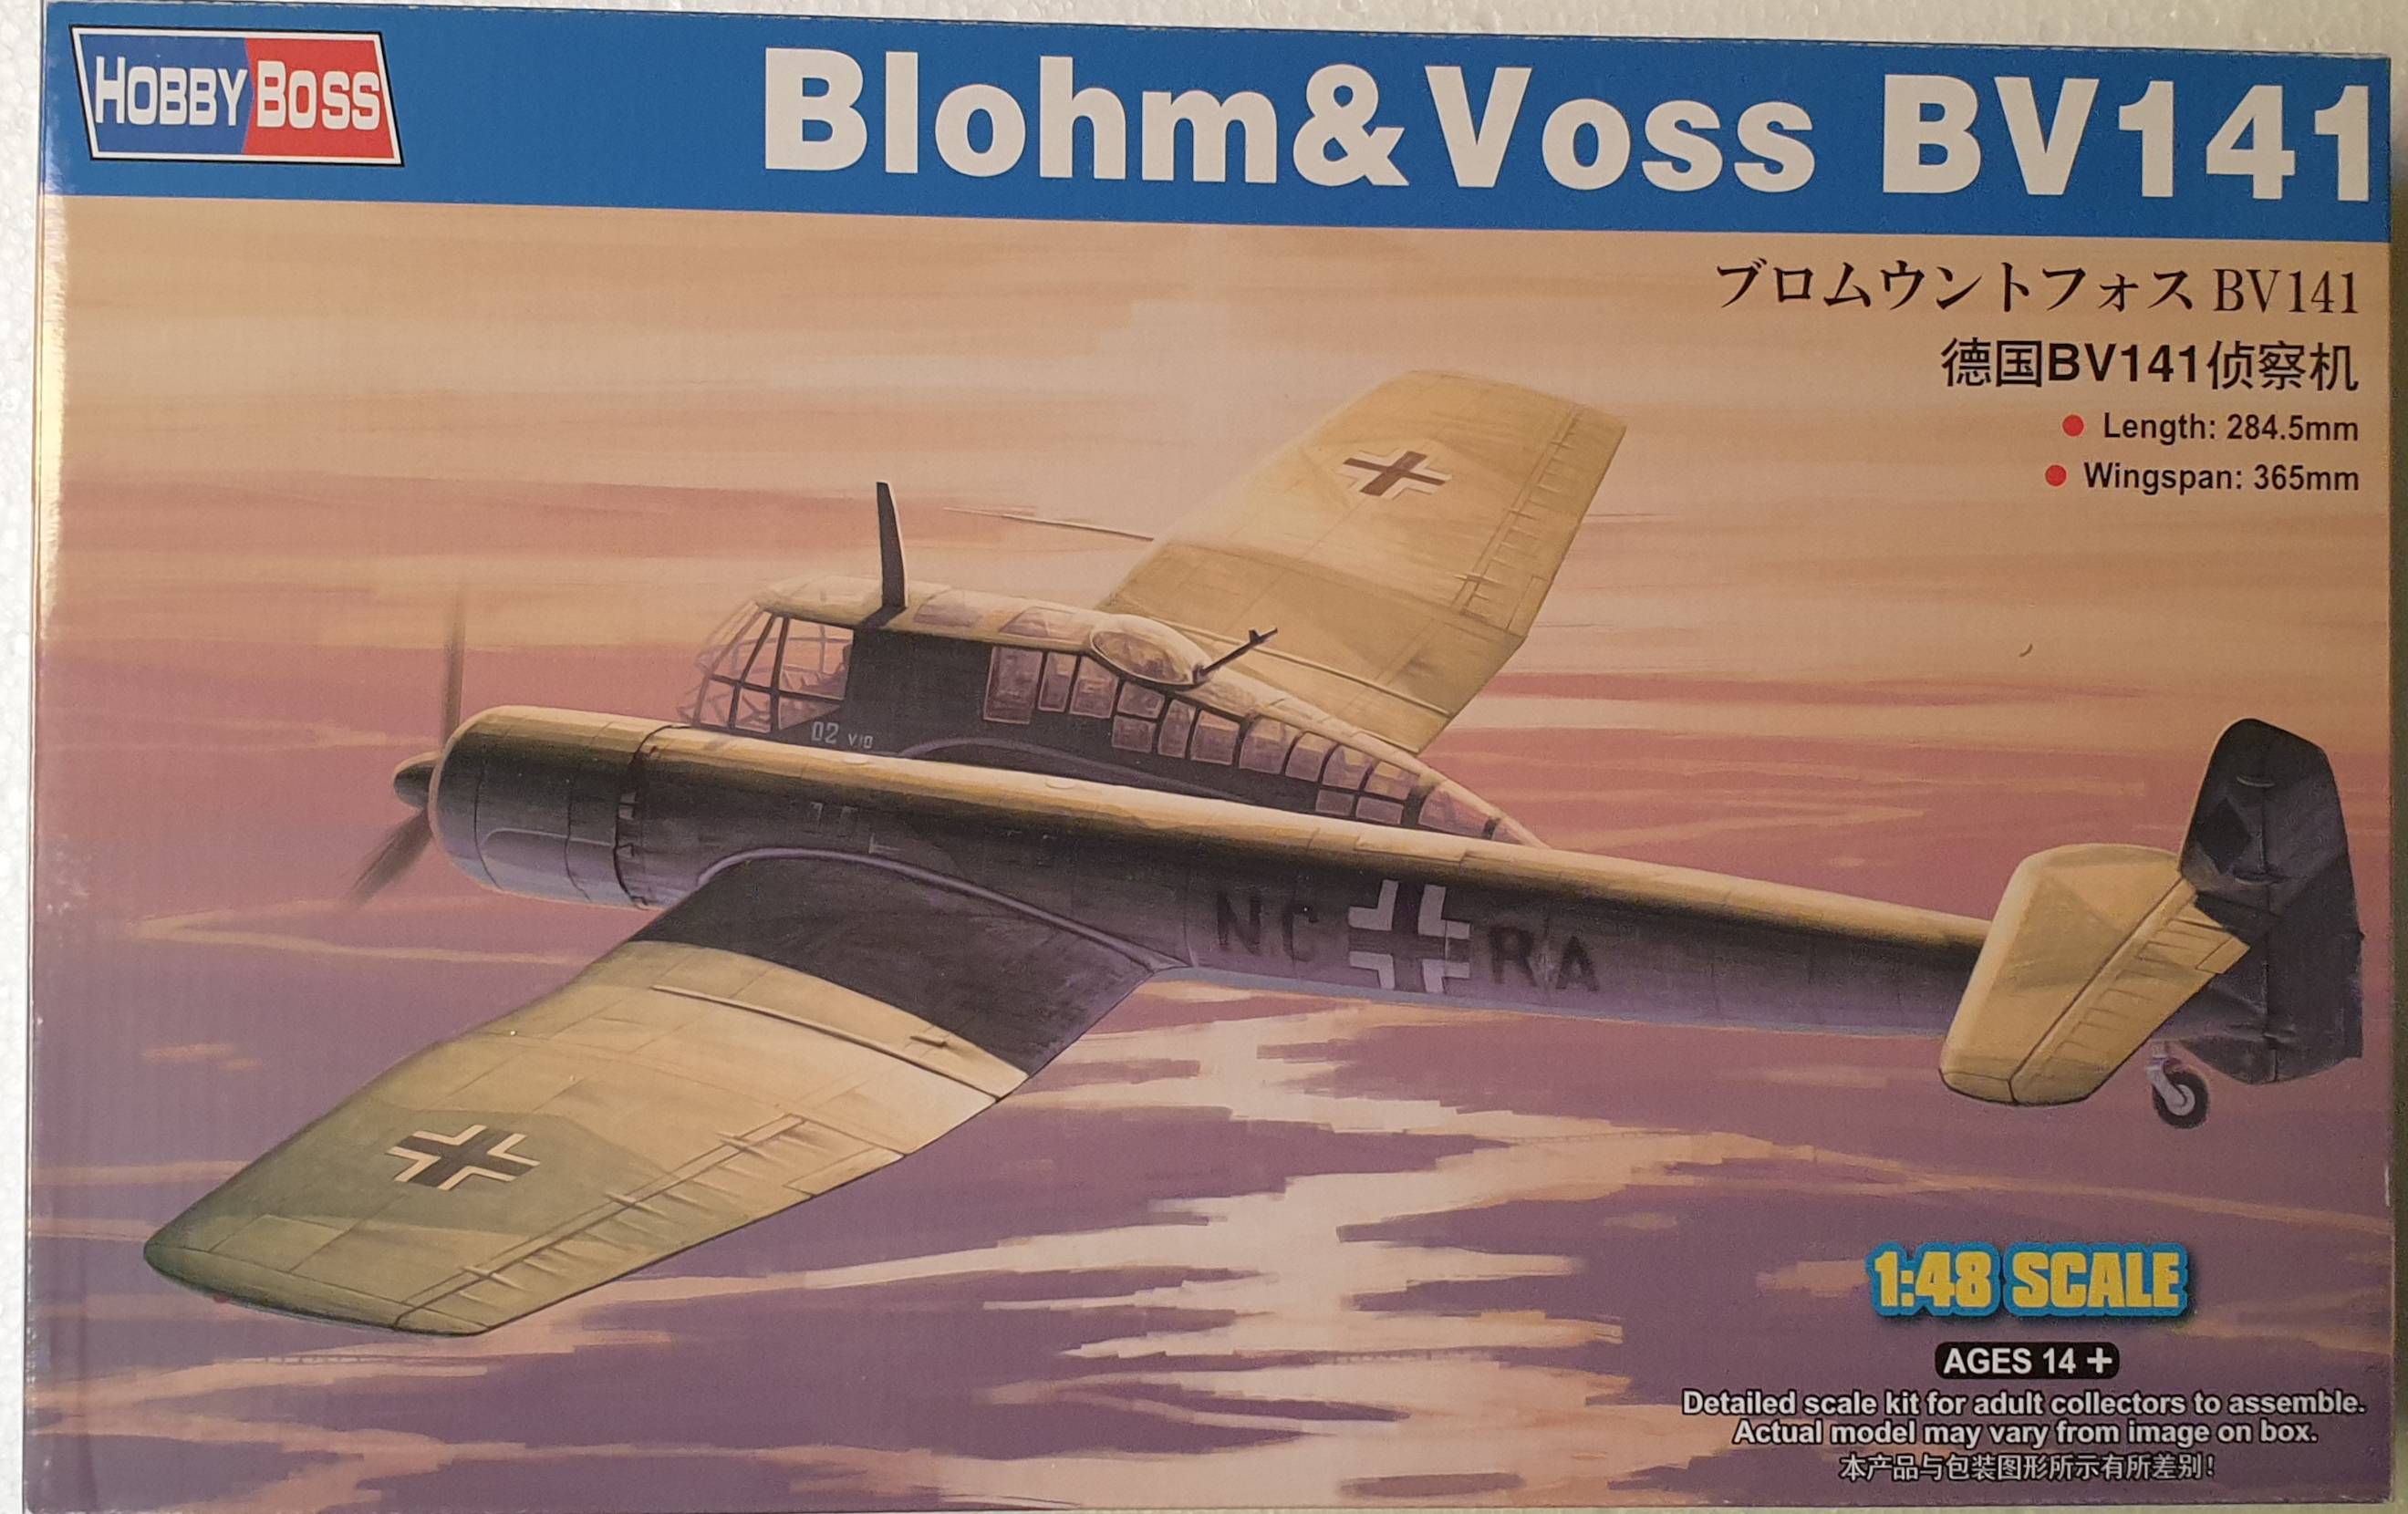 HOBBY BOSS
Blohm&Voss BV141
ブロムウントフォス BV141
德国BV141侦察机
Length: 284.5mm
Wingspan: 365mm
02 V10
NC RA
1:48 SCALE
AGES 14 +
Detailed scale kit for adult collectors to assemble.
Actual model may vary from image on box.
本产品与包装图形所示有所差别!